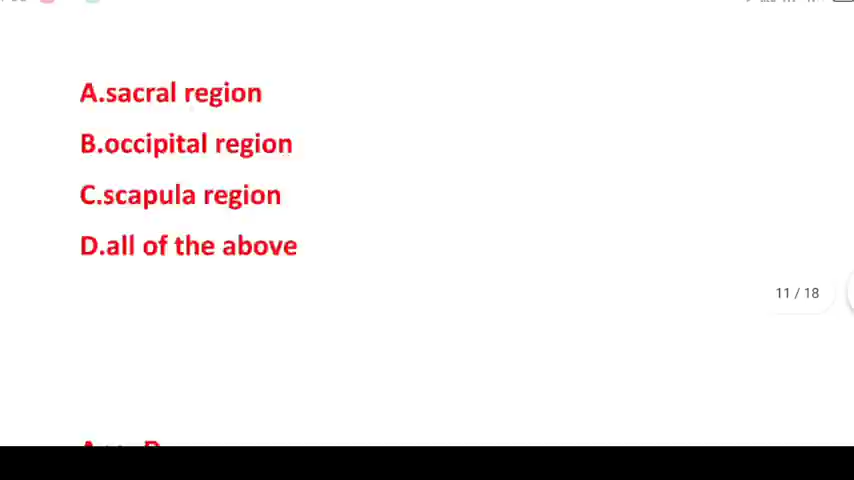 A.sacral region
B.occipital region
C.scapula region
D.all of the above
11 / 18